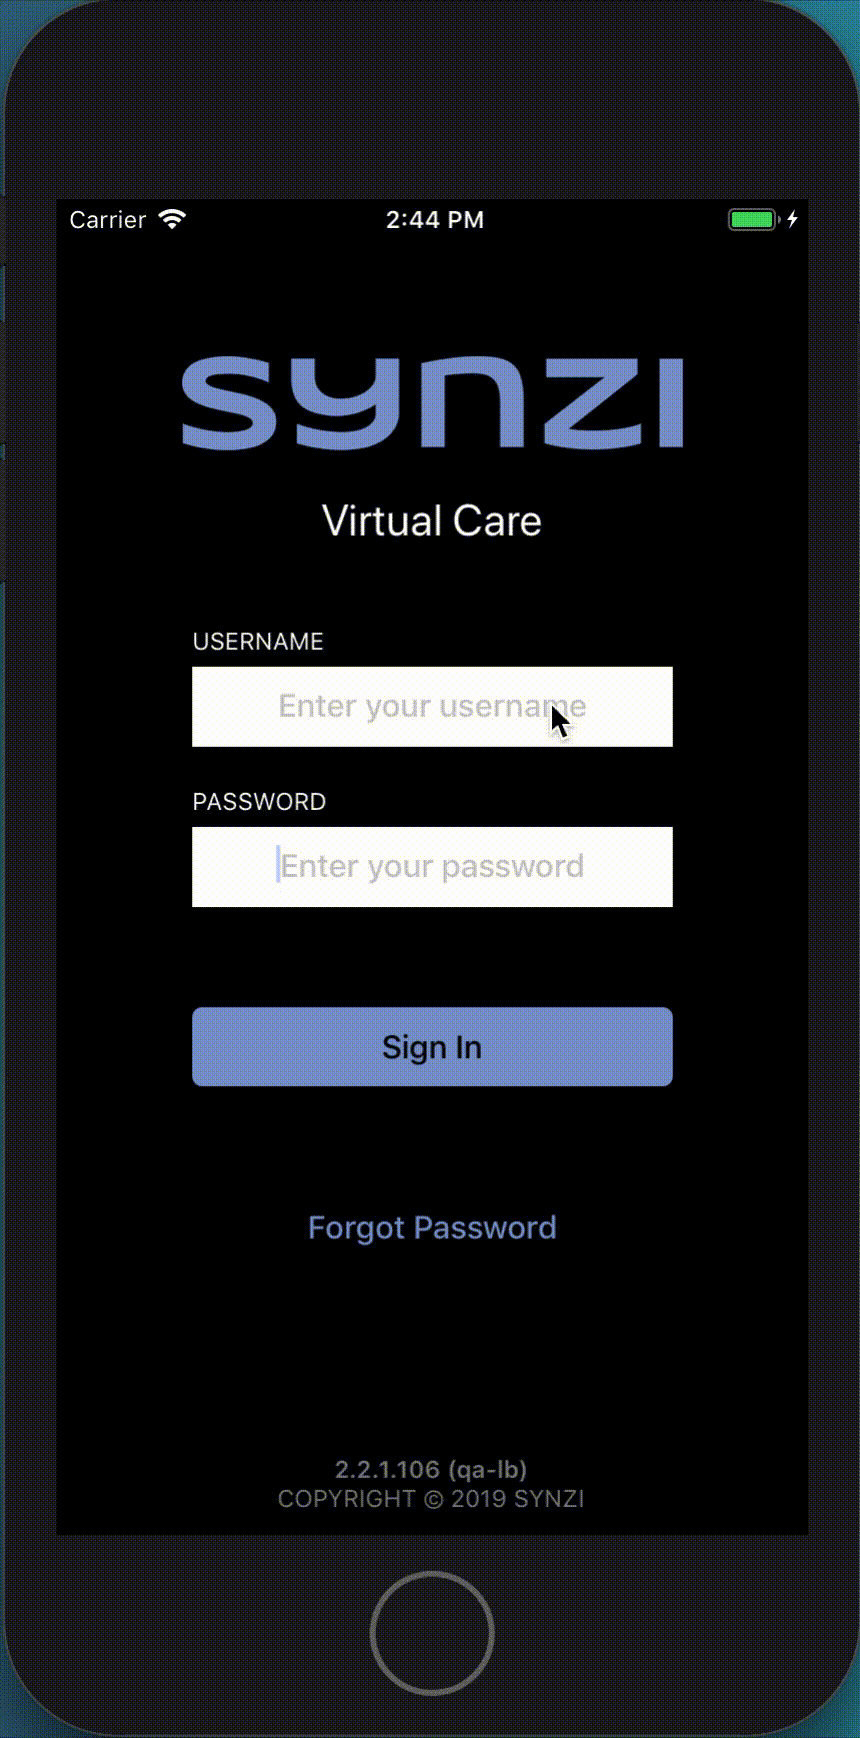 Carrier 2:44 PM
SYNZI
Virtual Care
USERNAME
Enter your username
PASSWORD
Enter your password
Sign In
Forgot Password
2.2.1.106 (qa-lb)
COPYRIGHT © 2019 SYNZI